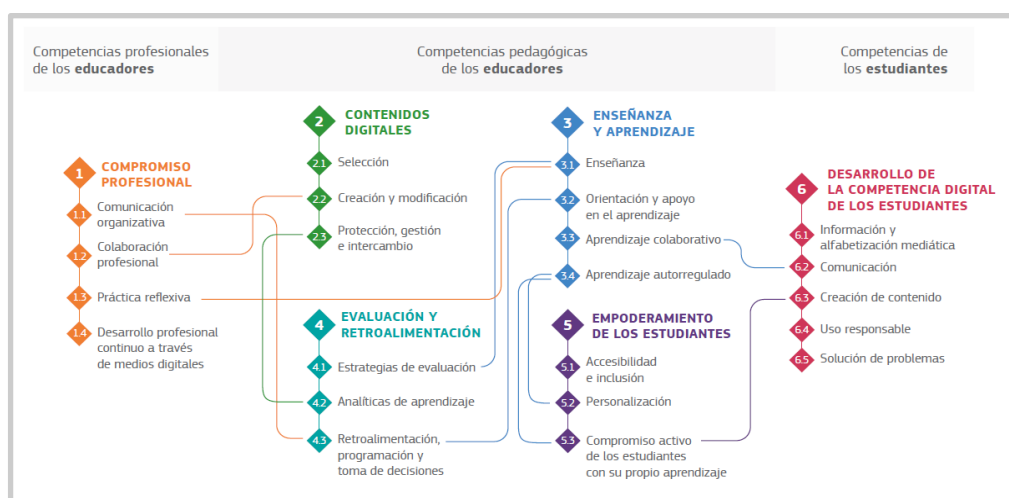 Competencias profesionales
de los educadores
Competencias pedagógicas
de los educadores
Competencias de
los estudiantes
1
COMPROMISO
PROFESIONAL
1.1
Comunicación
organizativa
1.2
Colaboración
profesional
1.3
Práctica reflexiva
1.4
Desarrollo profesional
continuo a través
de medios digitales
2
CONTENIDOS
DIGITALES
2.1
Selección
2.2
Creación y modificación
2.3
Protección, gestión
e intercambio
4
EVALUACIÓN Y
RETROALIMENTACIÓN
4.1
Estrategias de evaluación
4.2
Analíticas de aprendizaje
4.3
Retroalimentación,
programación y
toma de decisiones
3
ENSEÑANZA
Y APRENDIZAJE
3.1
Enseñanza
3.2
Orientación y apoyo
en el aprendizaje
3.3
Aprendizaje colaborativo
3.4
Aprendizaje autorregulado
5
EMPODERAMIENTO
DE LOS ESTUDIANTES
5.1
Accesibilidad
e inclusión
5.2
Personalización
5.3
Compromiso activo
de los estudiantes
con su propio aprendizaje
6
DESARROLLO DE
LA COMPETENCIA DIGITAL
DE LOS ESTUDIANTES
6.1
Información y
alfabetización mediática
6.2
Comunicación
6.3
Creación de contenido
6.4
Uso responsable
6.5
Solución de problemas